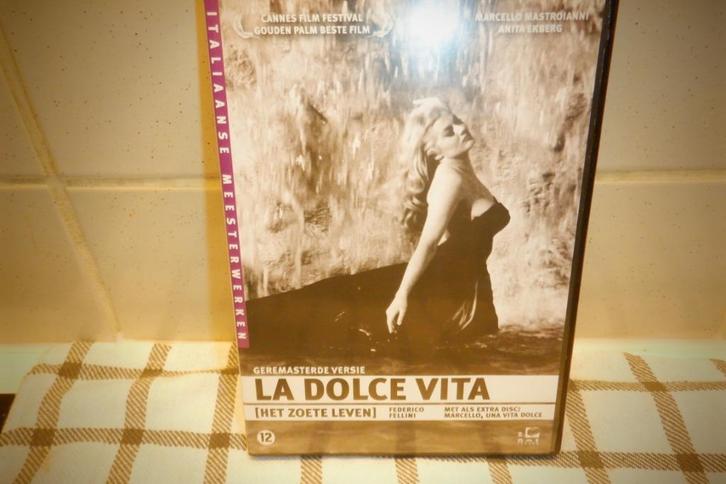 ITALIAANSE MEESTERWERKEN
CANNES FILM FESTIVAL
GOUDEN PALM BESTE FILM
MARCELLO MASTROIANNI
ANITA EKBERG
GEREMASTERDE VERSIE
LA DOLCE VITA
[HET ZOETE LEVEN]
FEDERICO
FELLINI
MET ALS EXTRA DISC:
MARCELLO, UNA VITA DOLCE
12